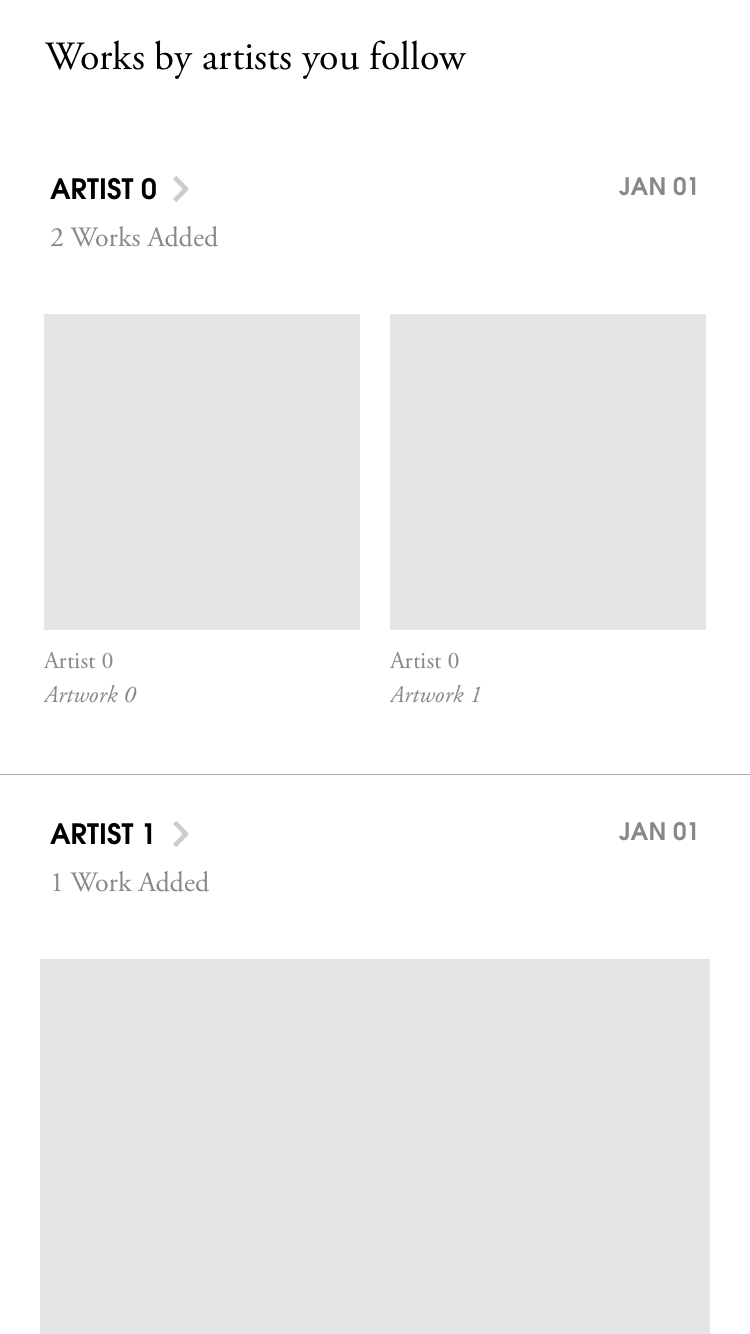 Works by artists you follow
ARTIST 0
JAN 01
2 Works Added
Artist 0
Artwork 0
Artist 0
Artwork 1
ARTIST 1
JAN 01
1 Work Added